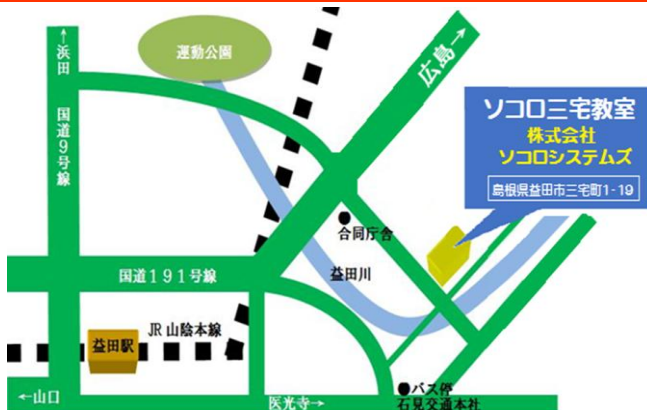 ↑浜田
国道9号線
運動公園
広島→
ソコロ三宅教室
株式会社
ソコロシステムズ
島根県益田市三宅町1-19
合同庁舎
益田川
国道191号線
JR 山陰本線
益田駅
←山口
医光寺→
●バス停
石見交通本社